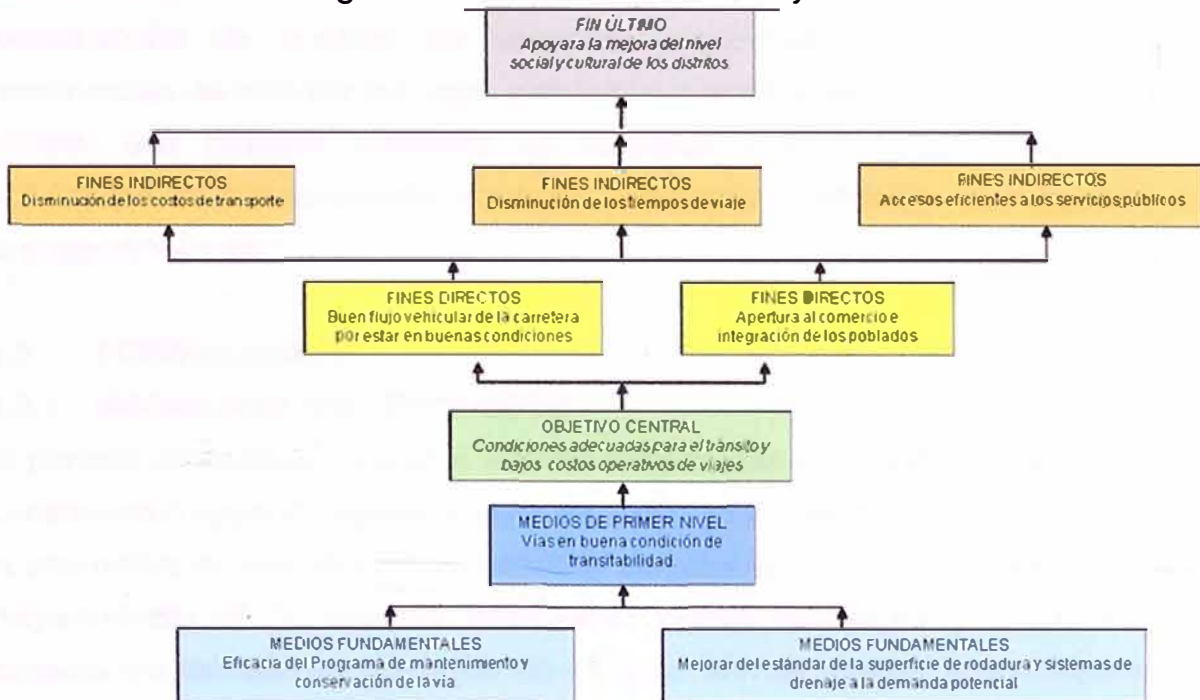 FIN ÚLTIMO
Apoyar a la mejora del nivel
social y cultural de los distritos.
FINES INDIRECTOS
Disminución de los costos de transporte
FINES INDIRECTOS
Disminución de los tiempos de viaje
FINES INDIRECTOS
Accesos eficientes a los servicios públicos
FINES DIRECTOS
Buen flujo vehicular de la carretera
por estar en buenas condiciones
FINES DIRECTOS
Apertura al comercio e
integración de los poblados
OBJETIVO CENTRAL
Condiciones adecuadas para el tránsito y
bajos costos operativos de viajes
MEDIOS DE PRIMER NIVEL
Vías en buena condición de
transitabilidad.
MEDIOS FUNDAMENTALES
Eficacia del Programa de mantenimiento y
conservación de la vía
MEDIOS FUNDAMENTALES
Mejorar del estándar de la superficie de rodadura y sistemas de
drenaje a la demanda potencial